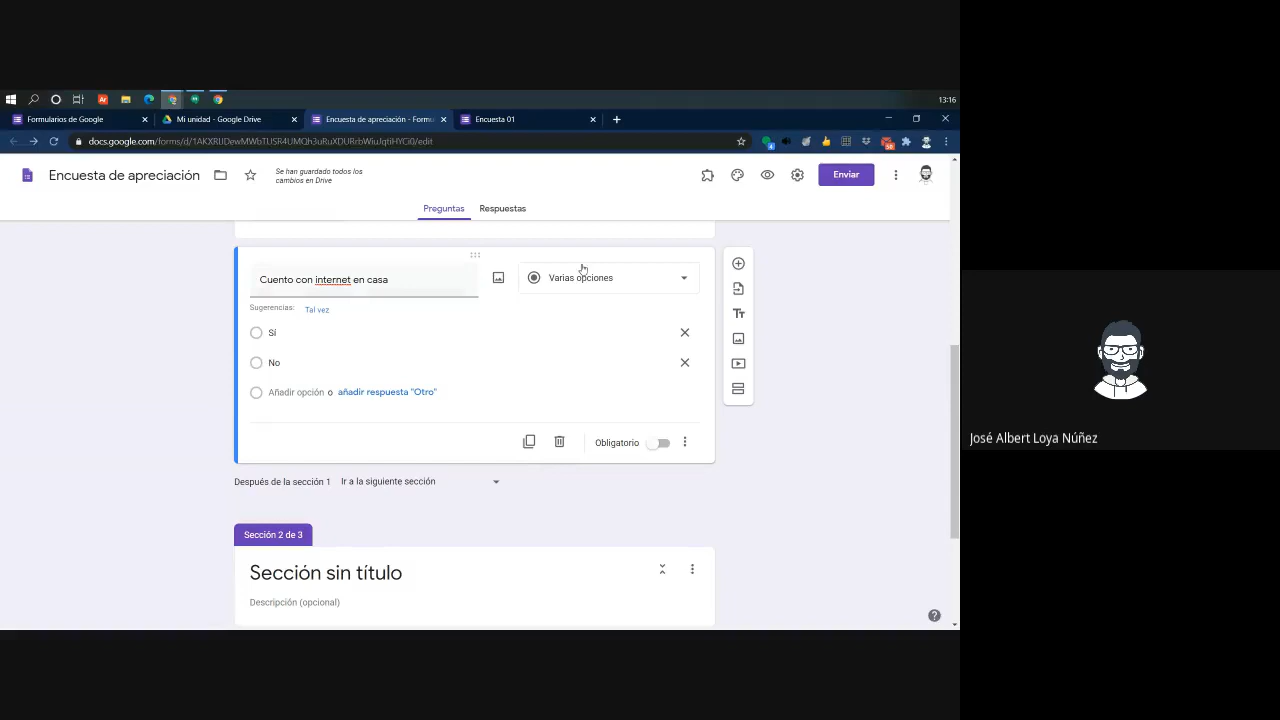 13:16
Formularios de Google
Mi unidad - Google Drive
Encuesta de apreciación - Formu
Encuesta 01
docs.google.com/forms/d/
/edit
Encuesta de apreciación
Se han guardado todos los
cambios en Drive
Enviar
Preguntas
Respuestas
Cuento con internet en casa
Varias opciones
Sugerencias: Tal vez
Sí
No
Añadir opción o añadir respuesta "Otro"
Obligatorio
Después de la sección 1 Ir a la siguiente sección
Sección 2 de 3
Sección sin título
Descripción (opcional)
José Albert Loya Núñez